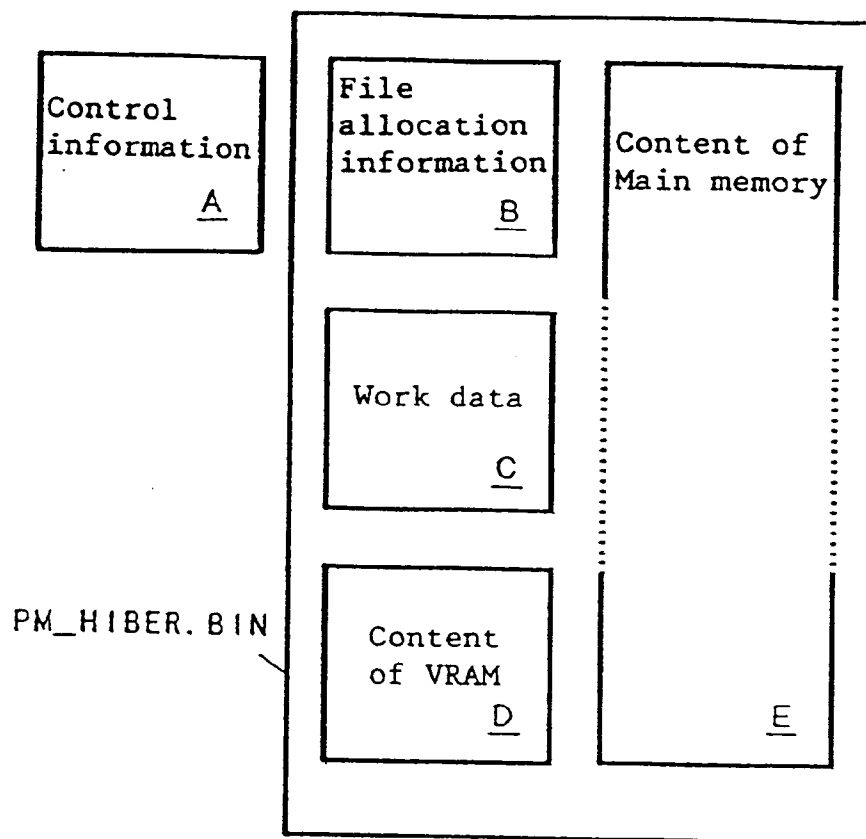 Control
information
A
File
allocation
information
B
Content of
Main memory
Work data
C
PM_HIBER.BIN
Content
of VRAM
D
E